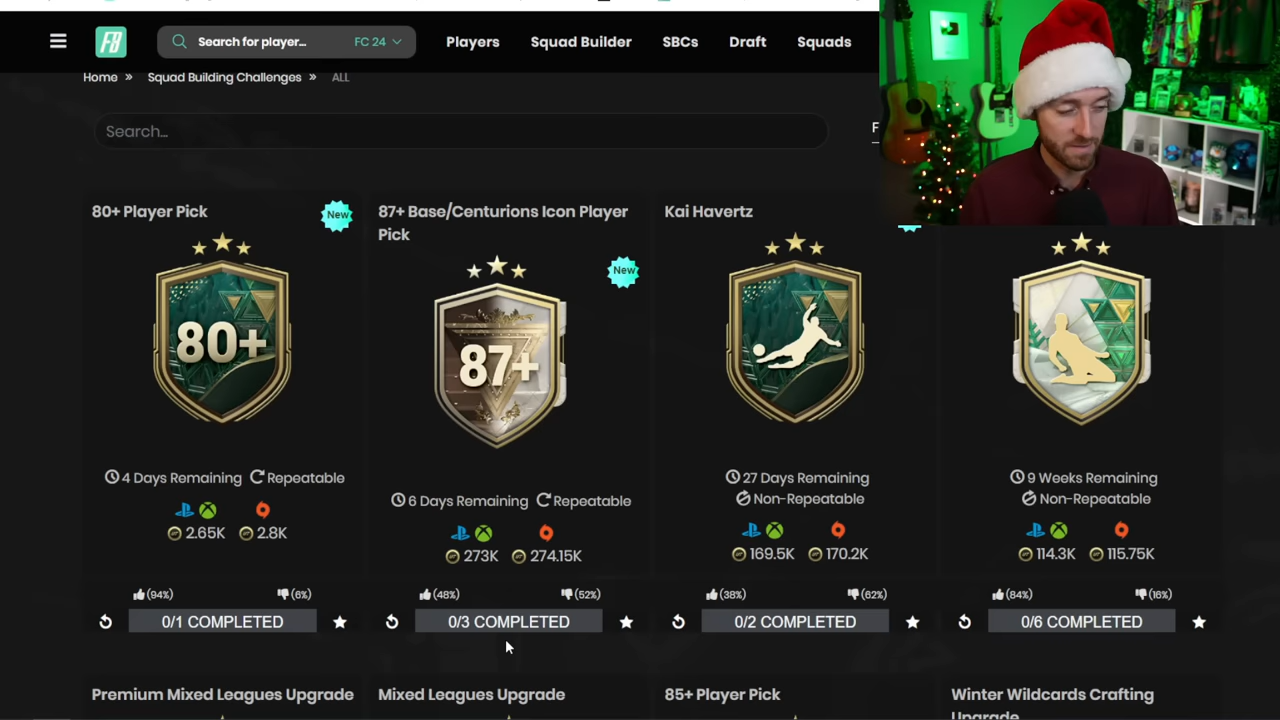 FB
Search for player...
FC 24
Players
Squad Builder
SBCs
Draft
Squads
Home » Squad Building Challenges » ALL
Search...
F
80+ Player Pick
New
80+
4 Days Remaining
Repeatable
2.65K
2.8K
(94%)
(6%)
0/1 COMPLETED
87+ Base/Centurions Icon Player
Pick
New
87+
6 Days Remaining
Repeatable
273K
274.15K
(48%)
(52%)
0/3 COMPLETED
Kai Havertz
27 Days Remaining
Non-Repeatable
169.5K
170.2K
(38%)
(62%)
0/2 COMPLETED
9 Weeks Remaining
Non-Repeatable
114.3K
115.75K
(84%)
(16%)
0/6 COMPLETED
Premium Mixed Leagues Upgrade
Mixed Leagues Upgrade
85+ Player Pick
Winter Wildcards Crafting
Upgrade